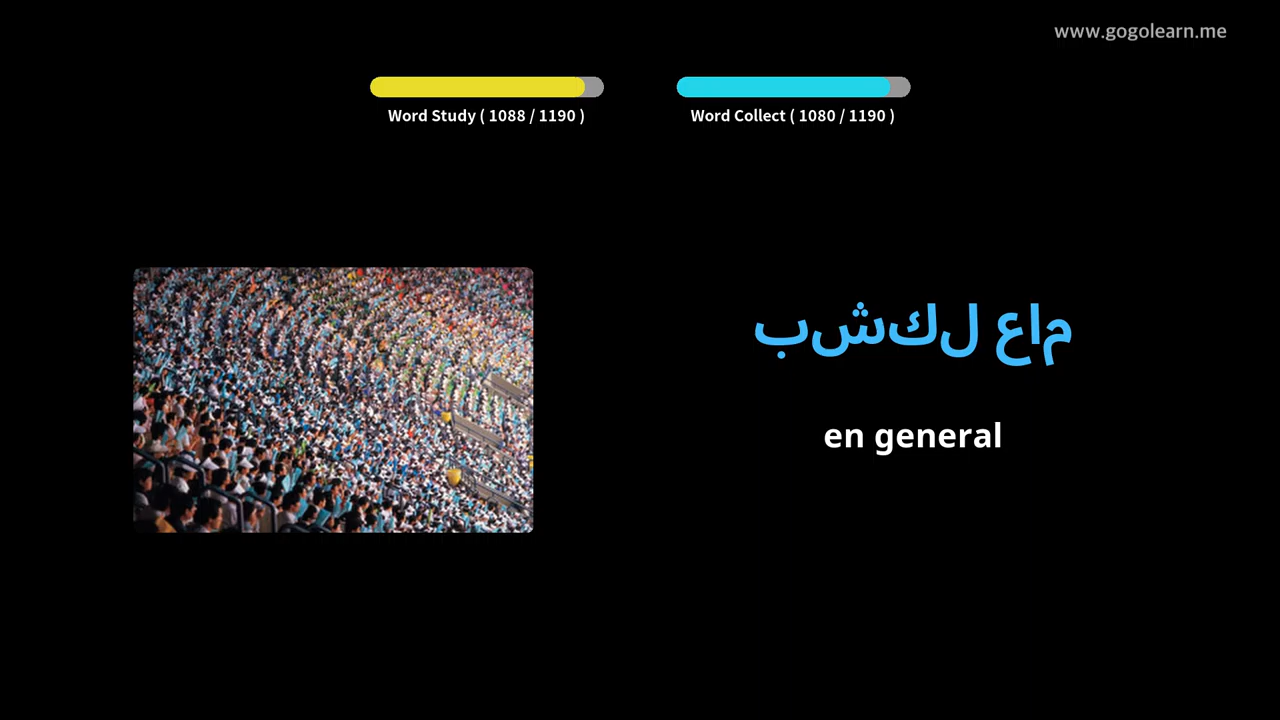 www.gogolearn.me
Word Study ( 1088 / 1190 )
Word Collect ( 1080 / 1190 )
بشكل عام
en general